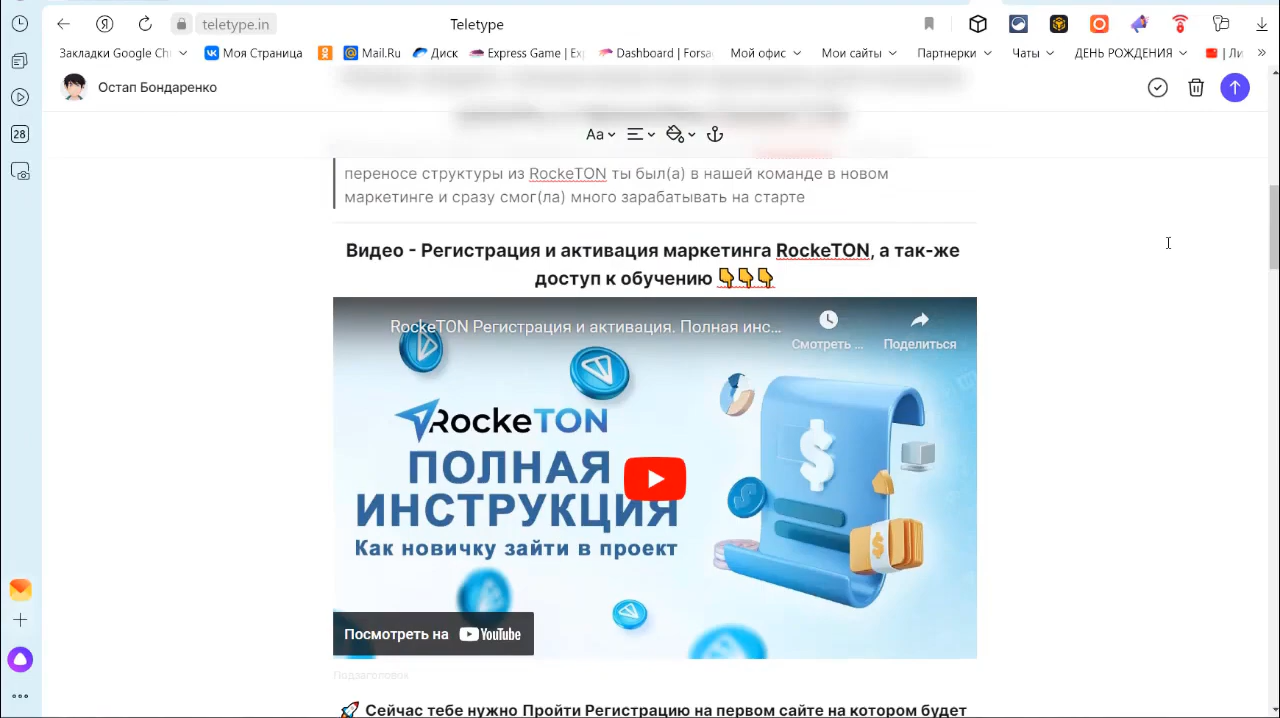 teletype.in
Teletype
Закладки Google Ch
Моя Страница
Mail.Ru
Диск
Express Game | Ex
Dashboard | Forsa
Мой офис
Мои сайты
Партнерки
Чаты
ДЕНЬ РОЖДЕНИЯ
| Ли
Остап Бондаренко
Aa
28
переносе структуры из RockeTON ты был(а) в нашей команде в новом
маркетинге и сразу смог(ла) много зарабатывать на старте
Видео - Регистрация и активация маркетинга RockeTON, а так-же
доступ к обучению 👇👇👇
RockeTON Регистрация и активация. Полная инс...
Смотреть ...
Поделиться
RockeTON
ПОЛНАЯ
ИНСТРУКЦИЯ
Как новичку зайти в проект
Посмотреть на YouTube
Подзаголовок
🚀 Сейчас тебе нужно Пройти Регистрацию на первом сайте на котором будет